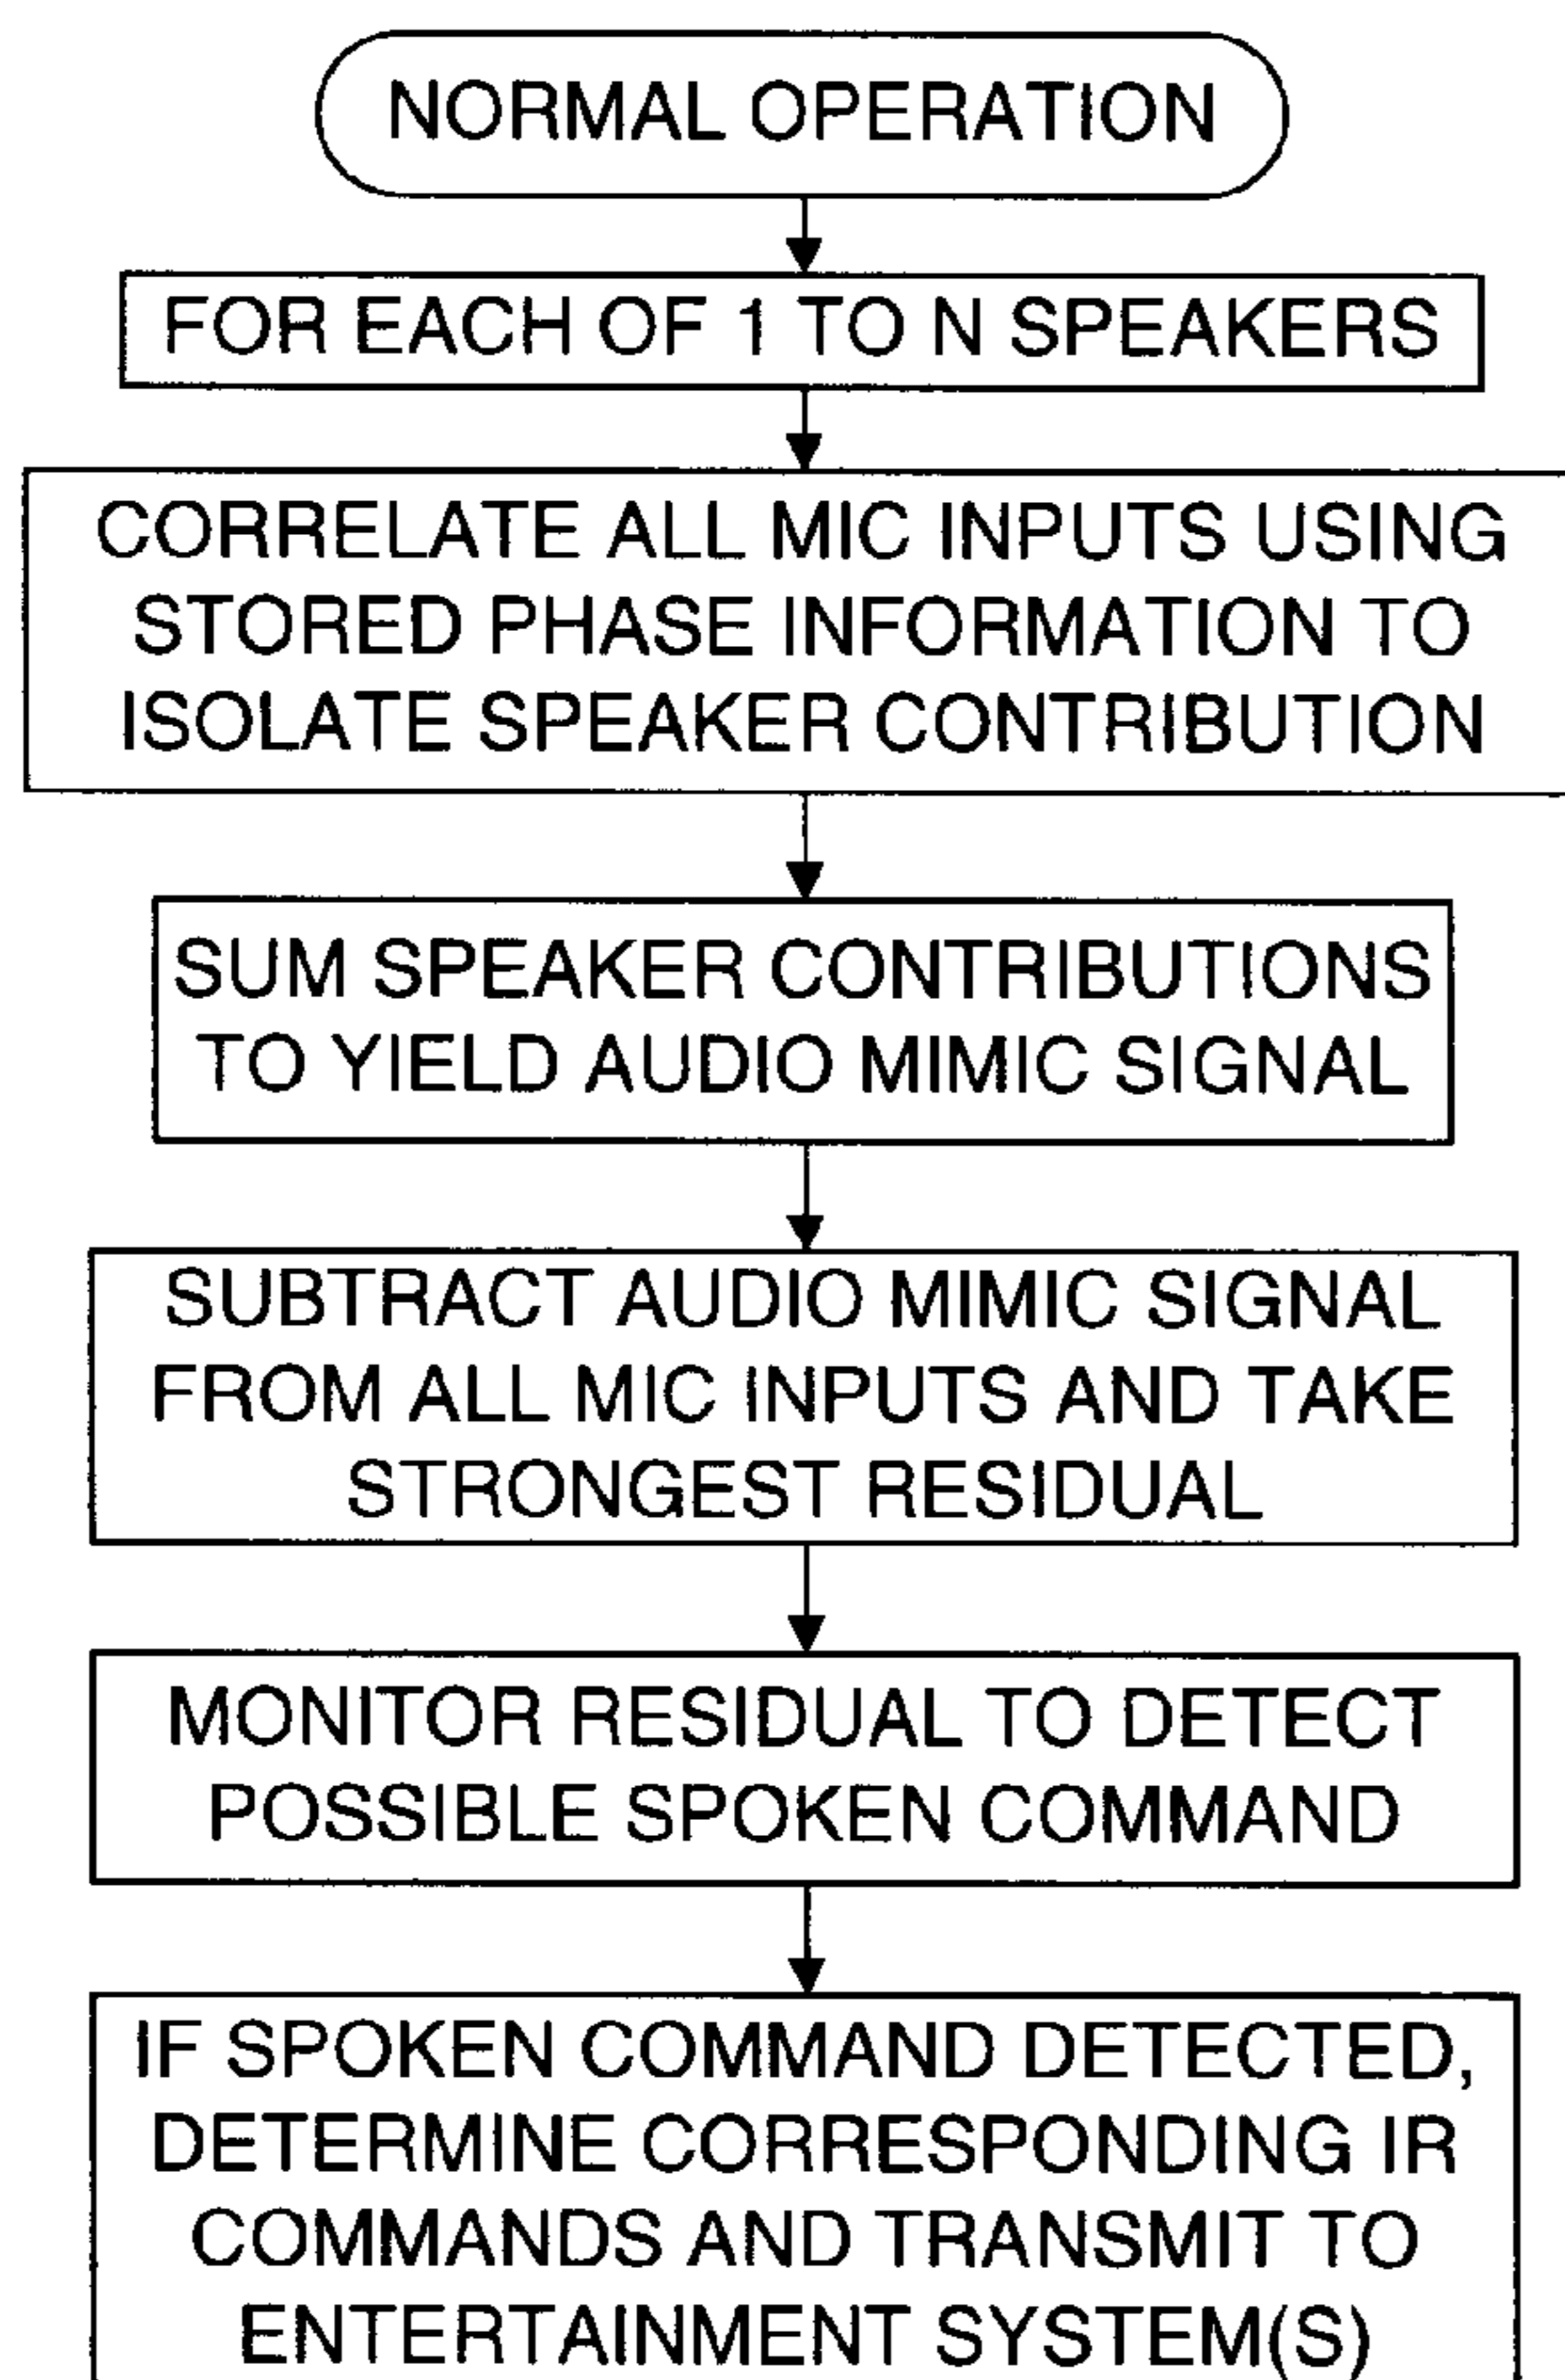 NORMAL OPERATION
FOR EACH OF 1 TO N SPEAKERS
CORRELATE ALL MIC INPUTS USING
STORED PHASE INFORMATION TO
ISOLATE SPEAKER CONTRIBUTION
SUM SPEAKER CONTRIBUTIONS
TO YIELD AUDIO MIMIC SIGNAL
SUBTRACT AUDIO MIMIC SIGNAL
FROM ALL MIC INPUTS AND TAKE
STRONGEST RESIDUAL
MONITOR RESIDUAL TO DETECT
POSSIBLE SPOKEN COMMAND
IF SPOKEN COMMAND DETECTED,
DETERMINE CORRESPONDING IR
COMMANDS AND TRANSMIT TO
ENTERTAINMENT SYSTEM(S)